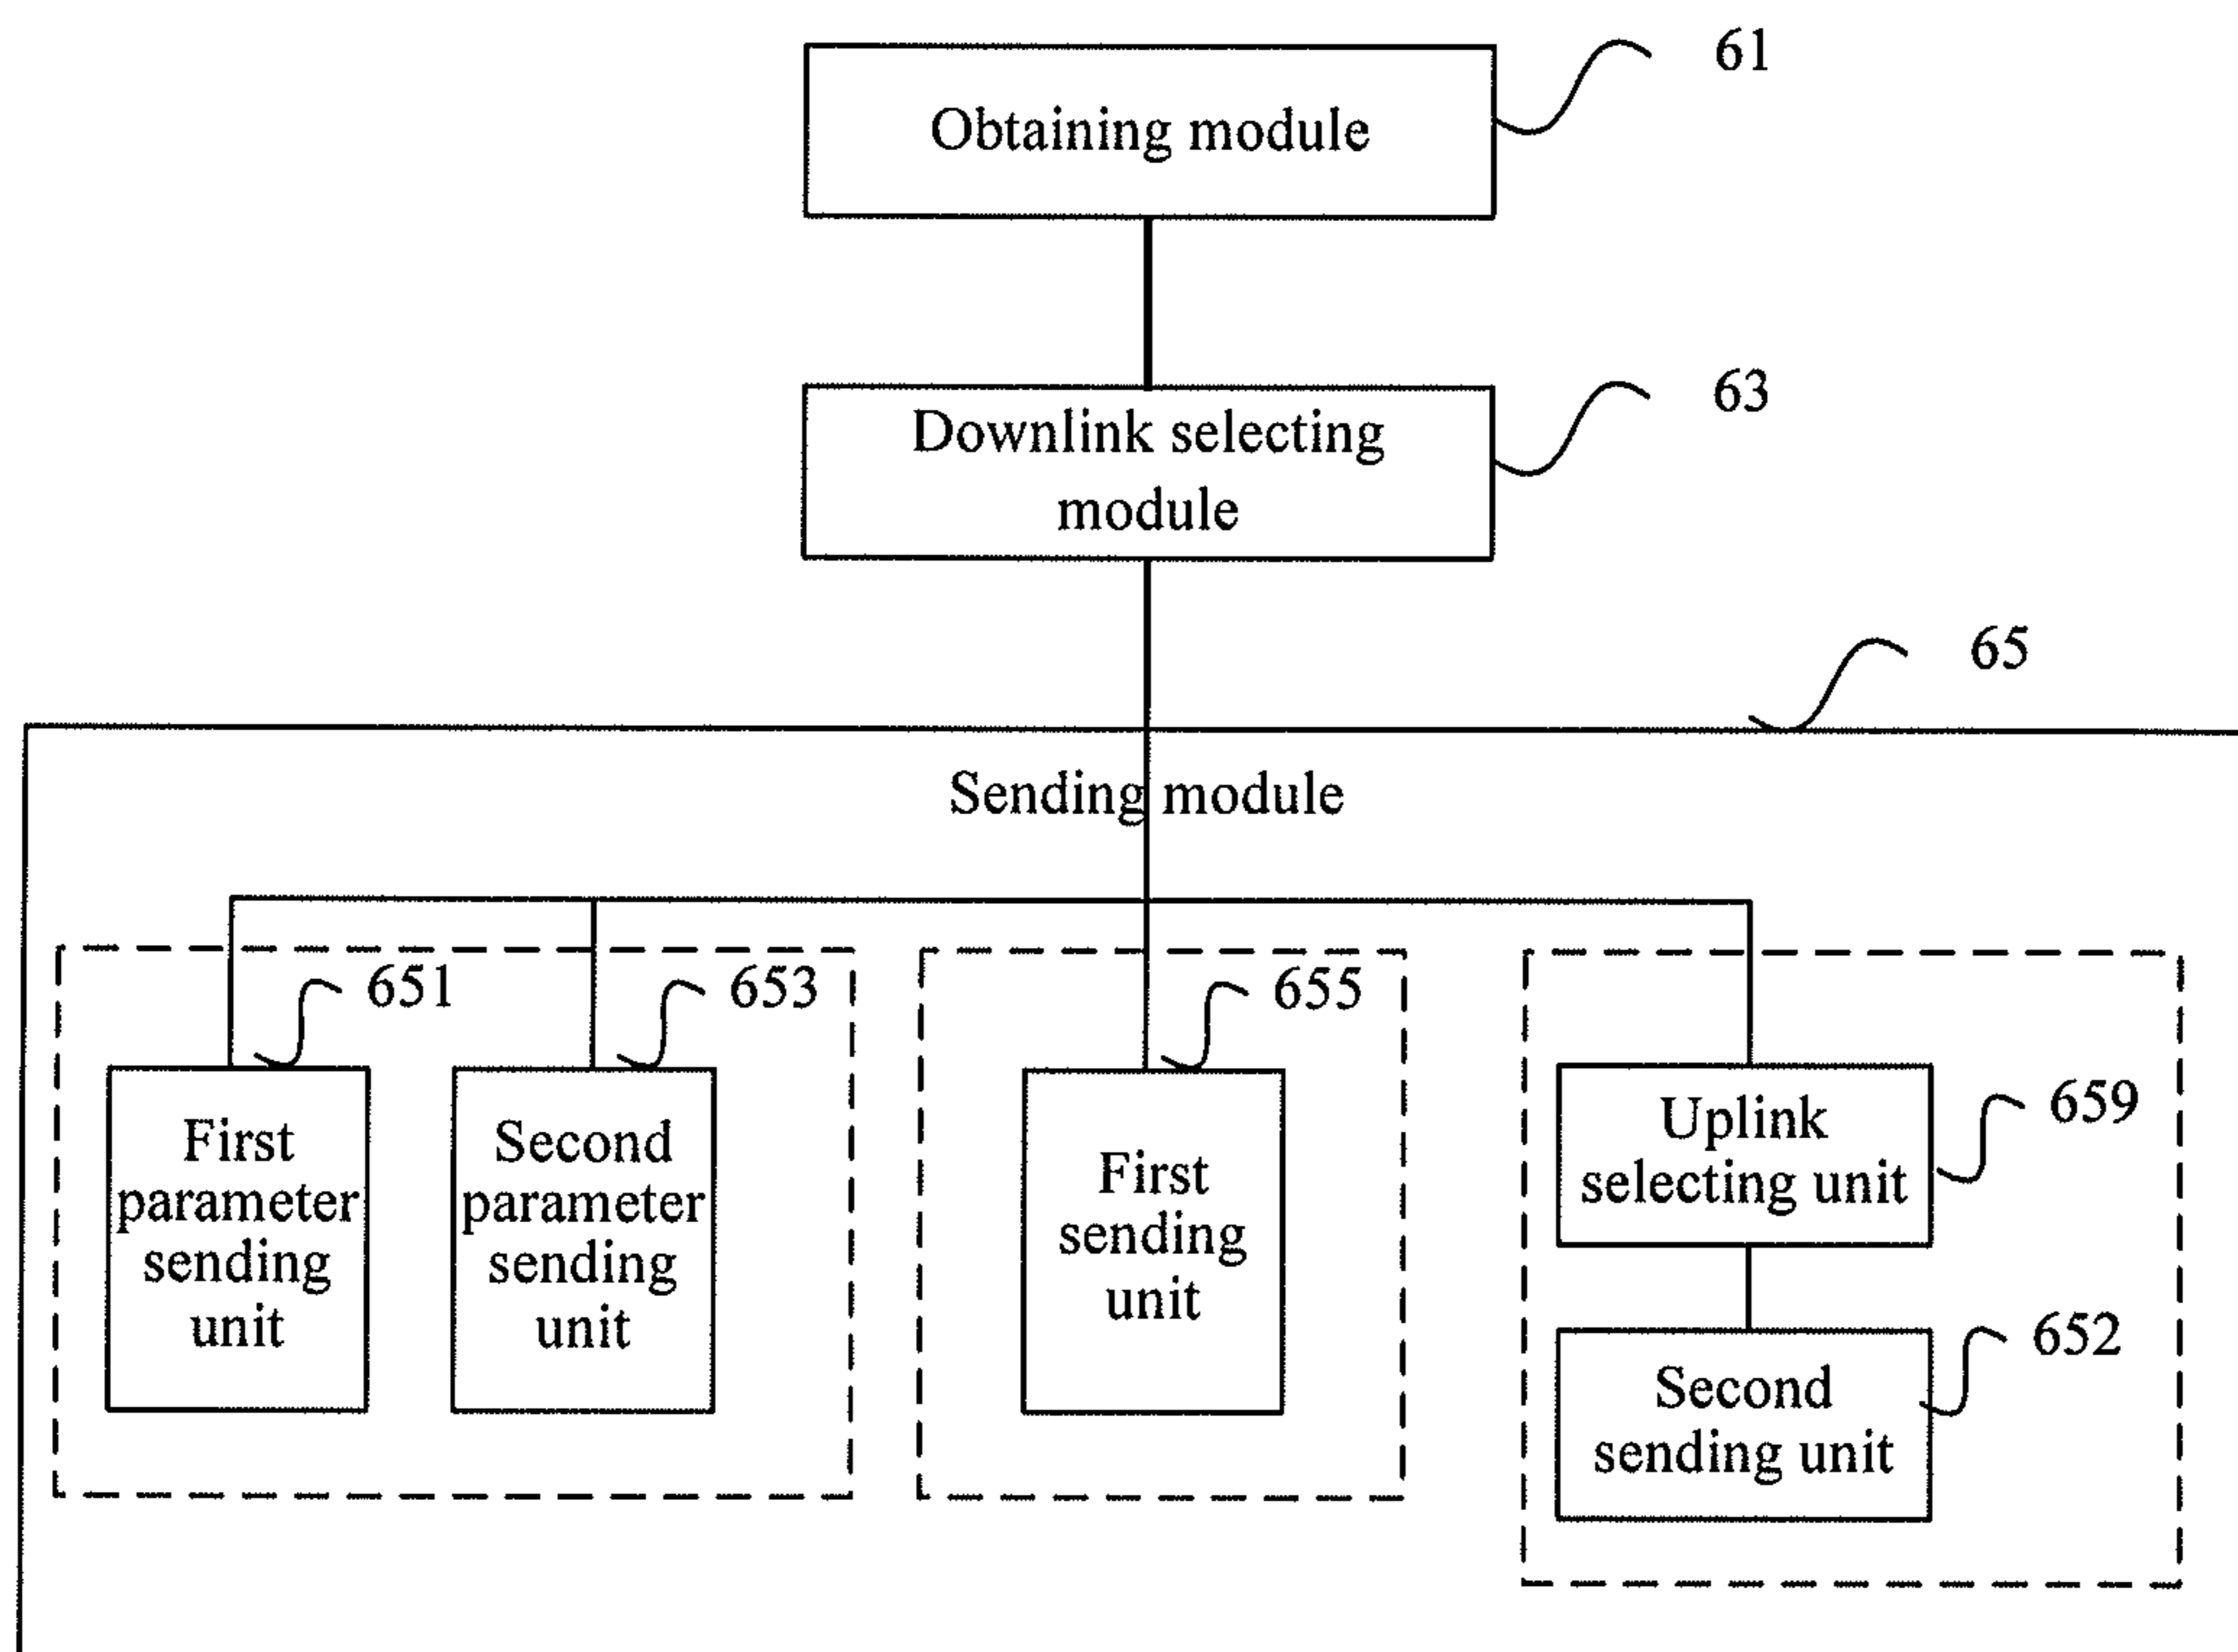 61
Obtaining module
63
Downlink selecting
module
65
Sending module
651
653
655
First
parameter
sending
unit
Second
parameter
sending
unit
First
sending
unit
Uplink
selecting unit
659
652
Second
sending unit